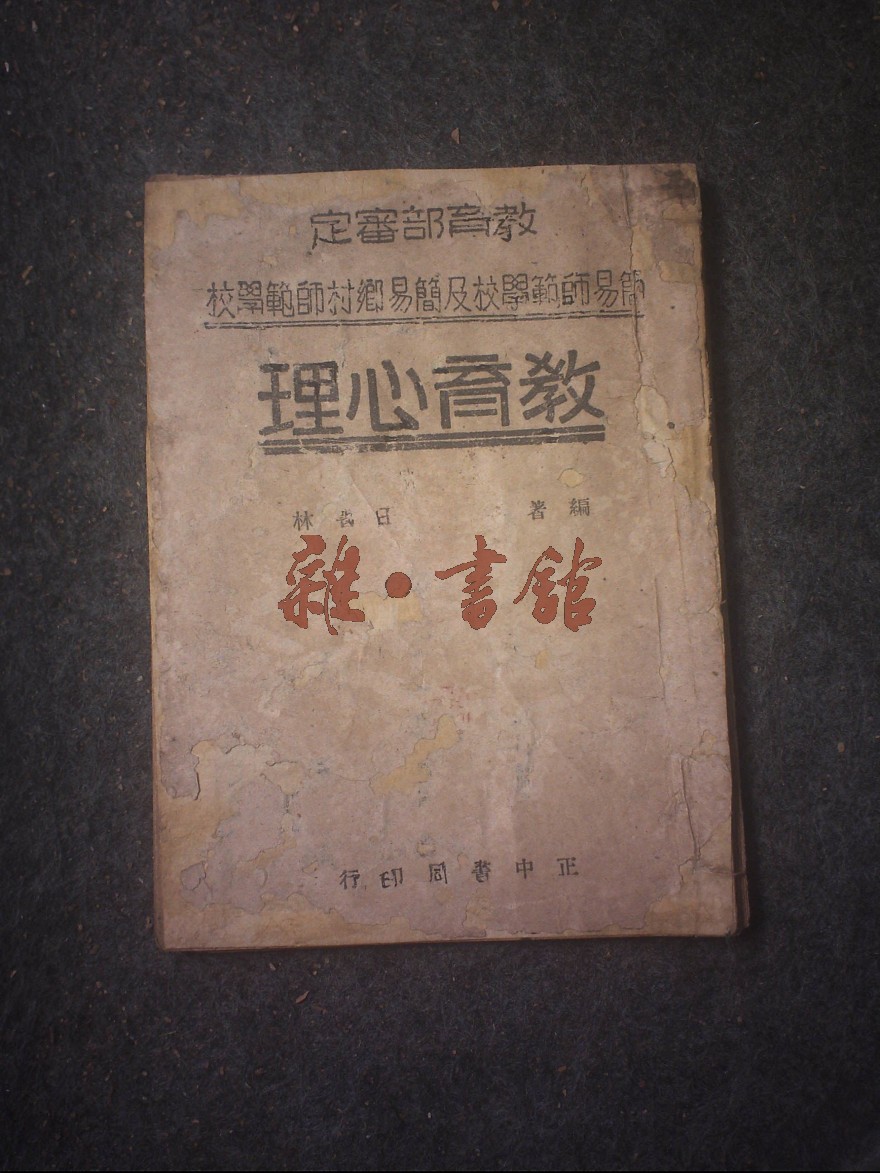 教育部審定
簡易師範學校及簡易鄉村師範學校
教育心理
編著 林
雜·書館
正中書局印行